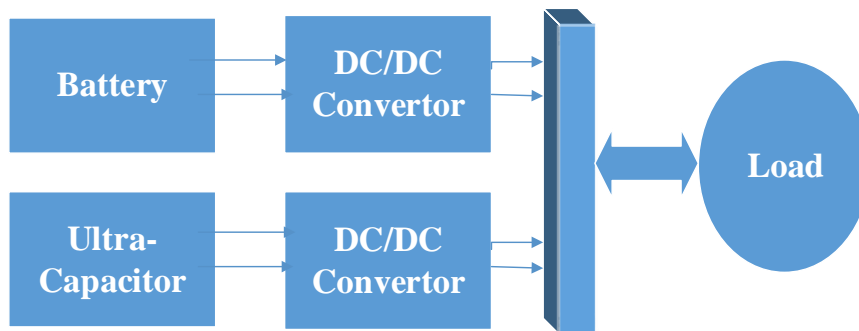 Battery
DC/DC
Convertor
Load
Ultra-
Capacitor
DC/DC
Convertor